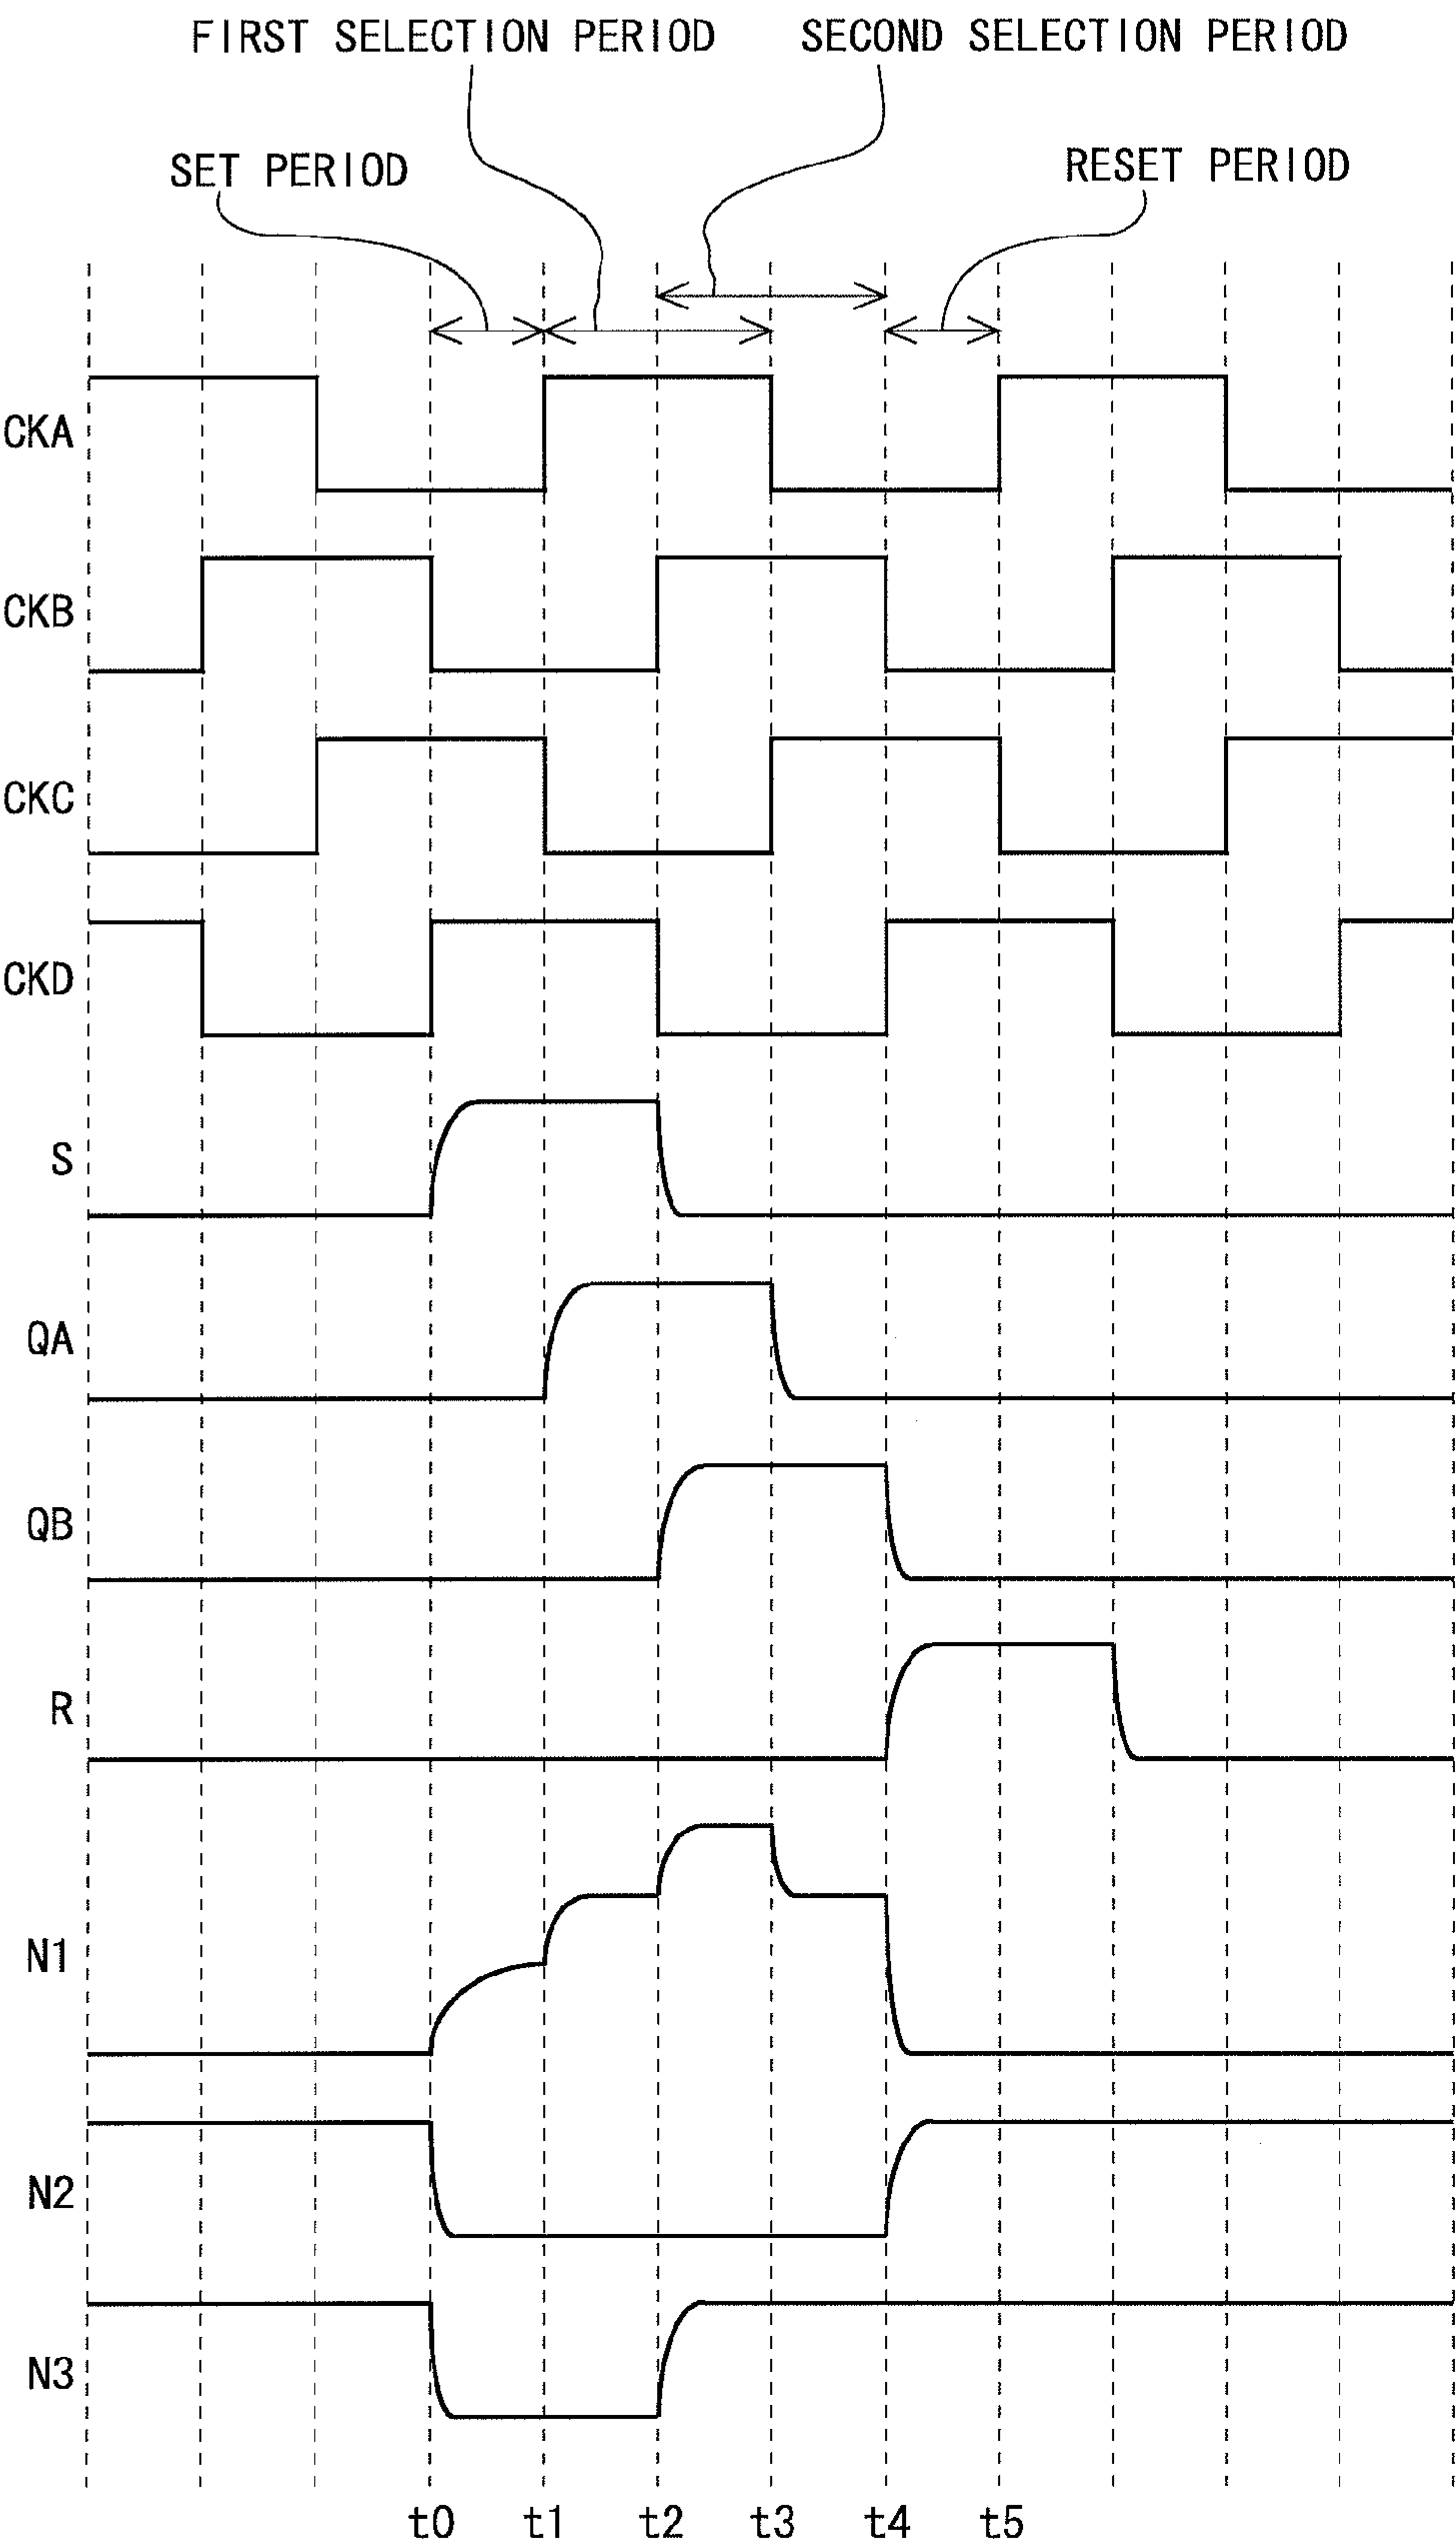 FIRST SELECTION PERIOD
SECOND SELECTION PERIOD
SET PERIOD
RESET PERIOD
CKA
CKB
CKC
CKD
S
QA
QB
R
N1
N2
N3
t0 t1 t2 t3 t4 t5